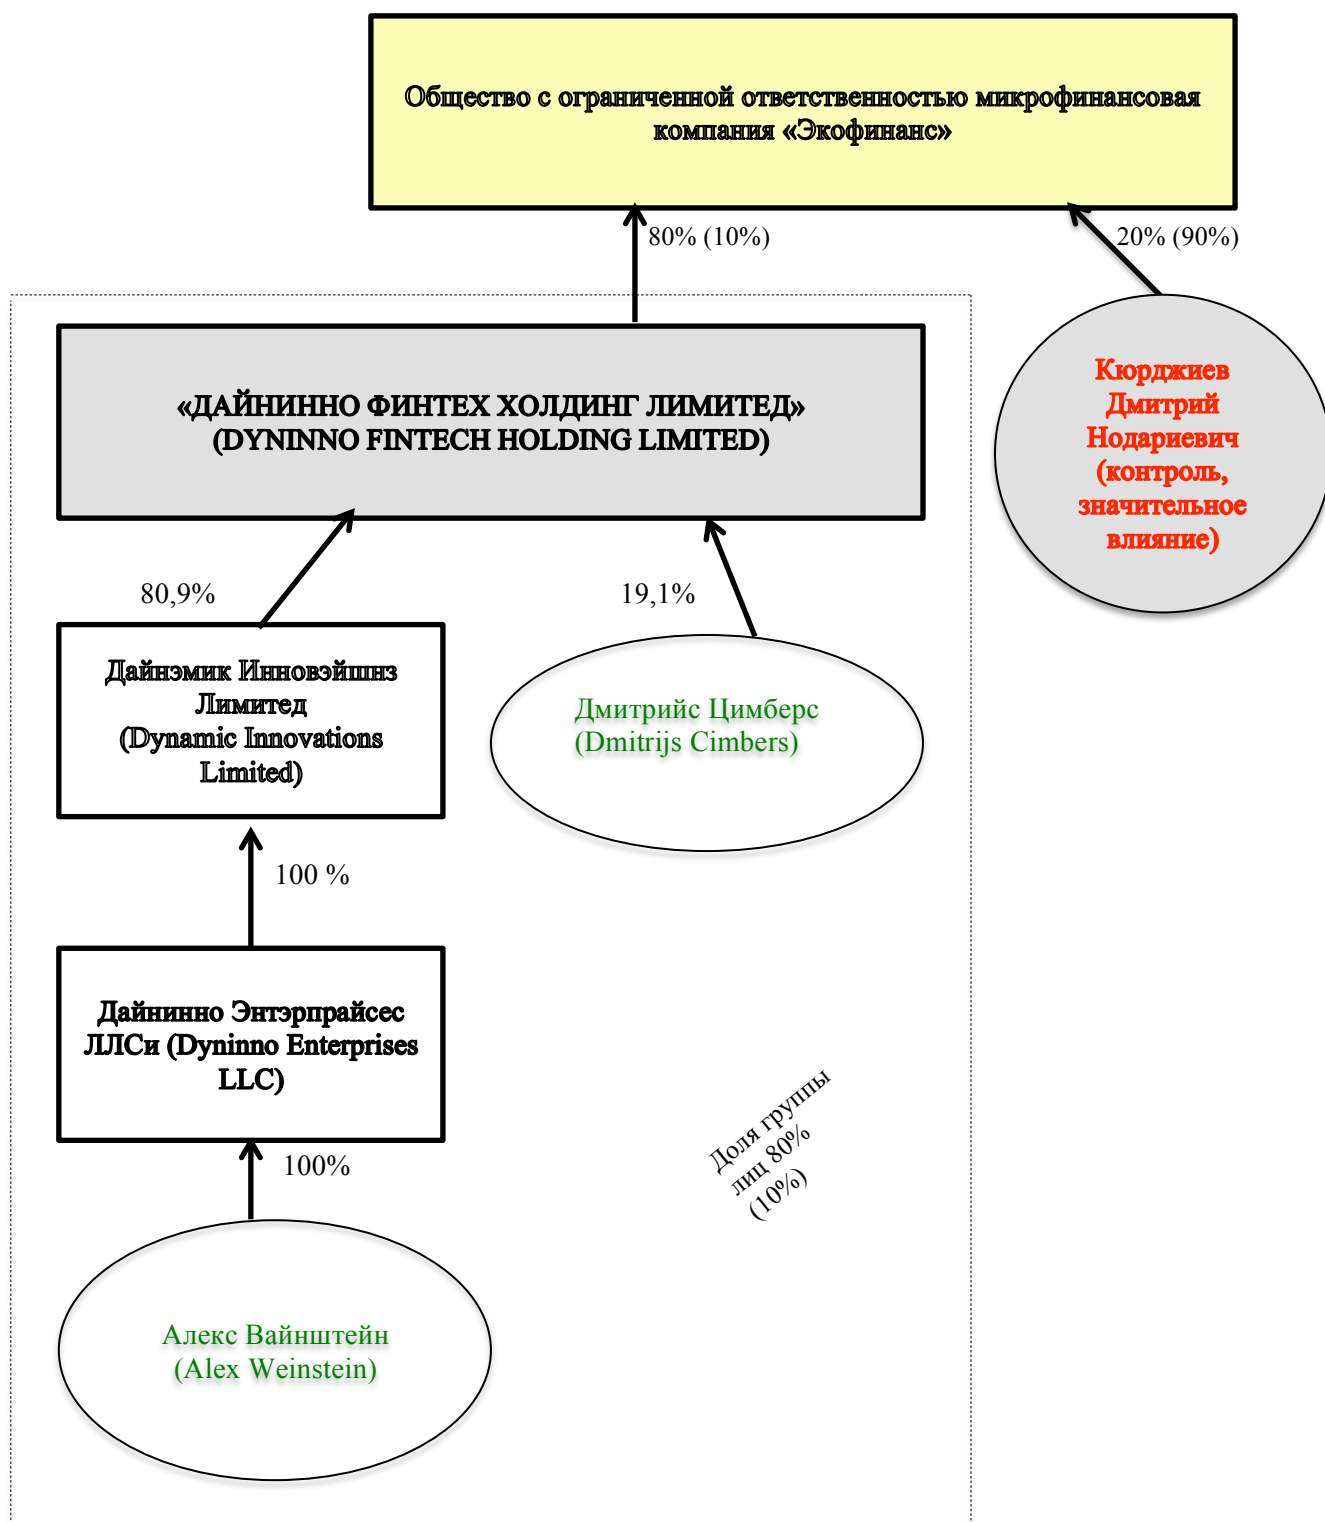 Общество с ограниченной ответственностью микрофинансовая
компания «Экофинанс»
80% (10%)
20% (90%)
«ДАЙНИННО ФИНТЕХ ХОЛДИНГ ЛИМИТЕД»
(DYNINNO FINTECH HOLDING LIMITED)
Кюрджиев
Дмитрий
Нодариевич
(контроль,
значительное
влияние)
80,9%
19,1%
Дайнэмик Инновэйшнз
Лимитед
(Dynamic Innovations
Limited)
Дмитрийс Цимберс
(Dmitrijs Cimbers)
100 %
Дайнинно Энтэрпрайсес
ЛЛСи (Dyninno Enterprises
LLC)
Доля группы
лиц 80%
(10%)
100%
Алекс Вайнштейн
(Alex Weinstein)